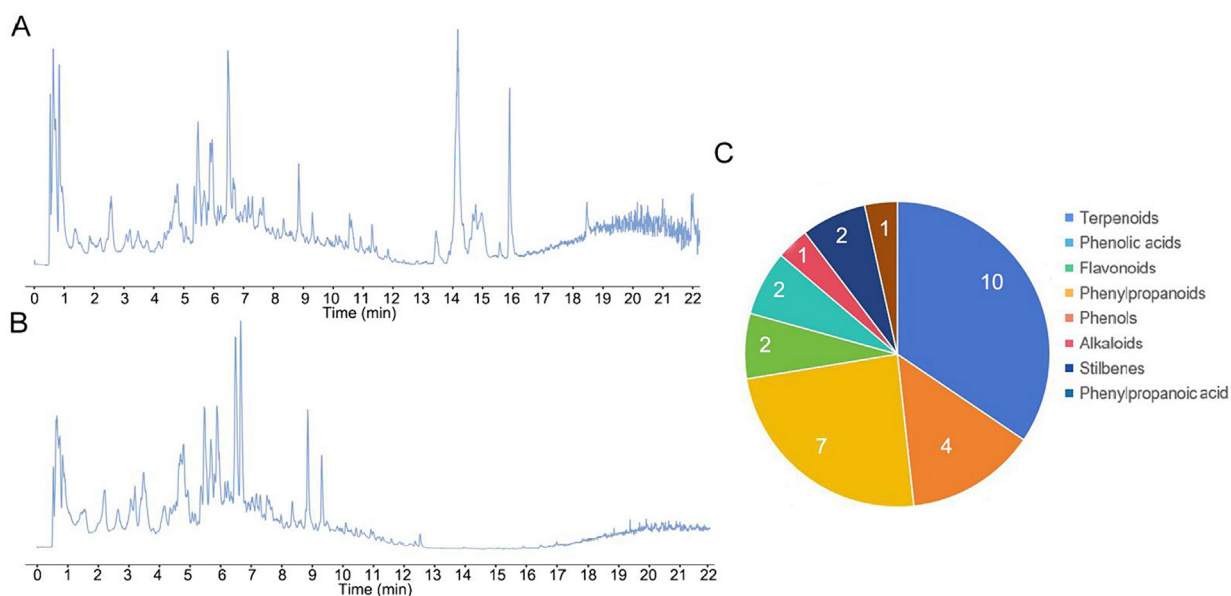 A
0 1 2 3 4 5 6 7 8 9 10 11 12 13 14 15 16 17 18 19 20 21 22
Time (min)
B
0 1 2 3 4 5 6 7 8 9 10 11 12 13 14 15 16 17 18 19 20 21 22
Time (min)
C
10
4
7
2
2
1
2
1
Terpenoids
Phenolic acids
Flavonoids
Phenylpropanoids
Phenols
Alkaloids
Stilbenes
Phenylpropanoic acid